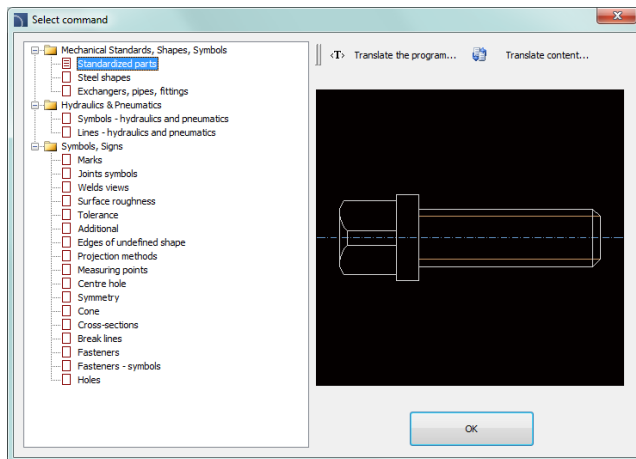 Select command
Mechanical Standards, Shapes, Symbols
Standardized parts
Steel shapes
Exchangers, pipes, fittings
Hydraulics & Pneumatics
Symbols - hydraulics and pneumatics
Lines - hydraulics and pneumatics
Symbols, Signs
Marks
Joints symbols
Welds views
Surface roughness
Tolerance
Additional
Edges of undefined shape
Projection methods
Measuring points
Centre hole
Symmetry
Cone
Cross-sections
Break lines
Fasteners
Fasteners - symbols
Holes
<T> Translate the program... Translate content...
OK